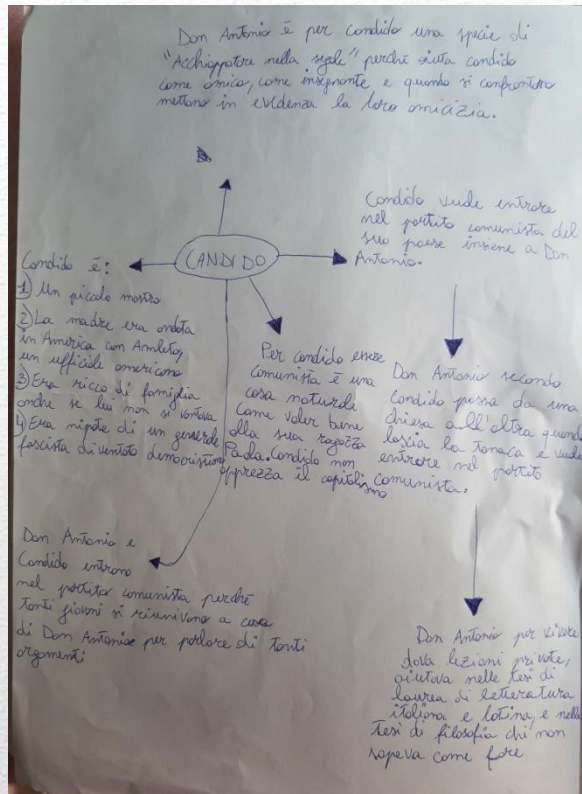 Don Antonio è per candido una specie di
"Acchiappatore nella segale" perché aiuta candido
come amico, come insegnante, e quando si confrontano
mettono in evidenza la loro amicizia.
CANDIDO
Candido vuole entrare
nel partito comunista del
suo paese insieme a Don
Antonio.
Candido è:
1) Un piccolo mostro
2) La madre era andata
in America con Amleto,
un ufficiale americano
3) Era ricco di famiglia
anche se lui non si vantava
4) Era nipote di un generale
fascista diventato democristiano
Per candido essere
comunista è una
cosa naturale
come voler bene
alla sua ragazza
Paola. Candido non
apprezza il capitalismo
Don Antonio secondo
candido passa da una
chiesa all'altra quando
lascia la tonaca e vuole
entrare nel partito
comunista.
Don Antonio e
Candido entrano
nel partito comunista perché
tanti giovani si riunivano a casa
di Don Antonio per parlare di tanti
argomenti
Don Antonio per vivere
dava lezioni private,
aiutava nelle tesi di
laurea di letteratura
italiana e latina, e nelle
tesi di filosofia chi non
sapeva come fare